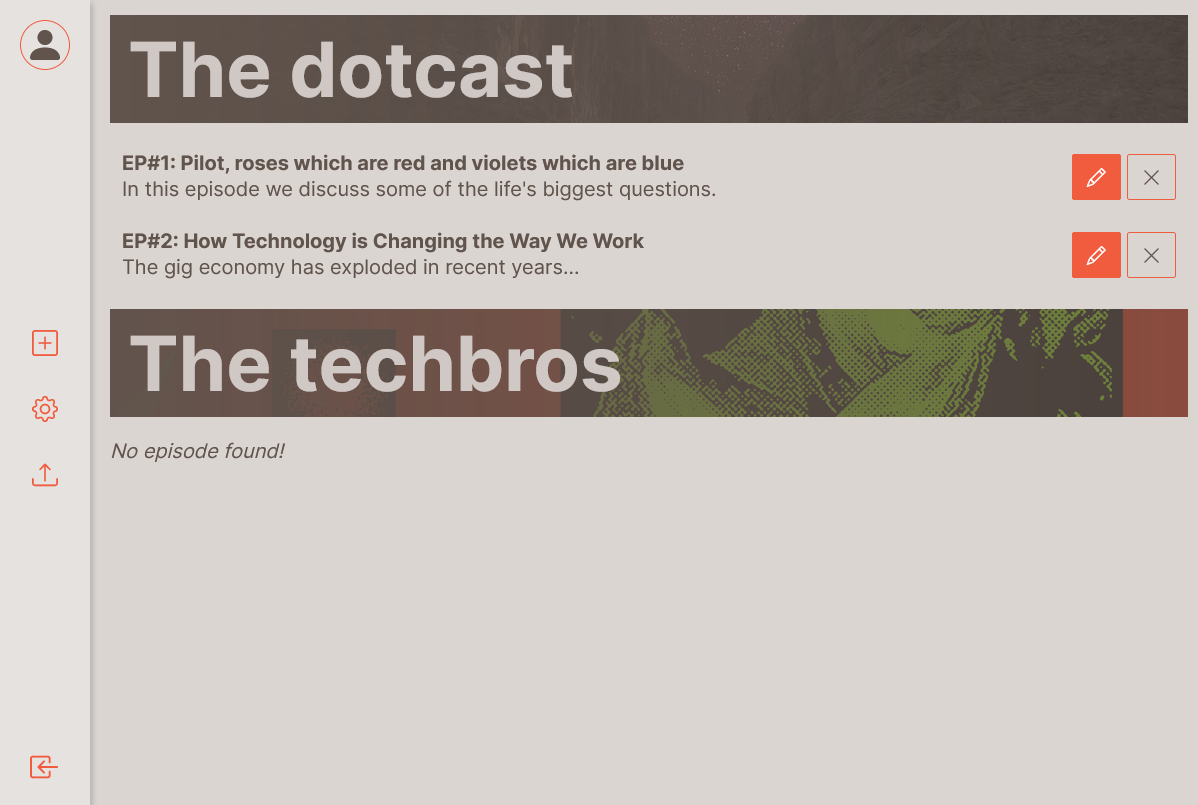 The dotcast
EP#1: Pilot, roses which are red and violets which are blue
In this episode we discuss some of the life's biggest questions.
EP#2: How Technology is Changing the Way We Work
The gig economy has exploded in recent years...
The techbros
No episode found!